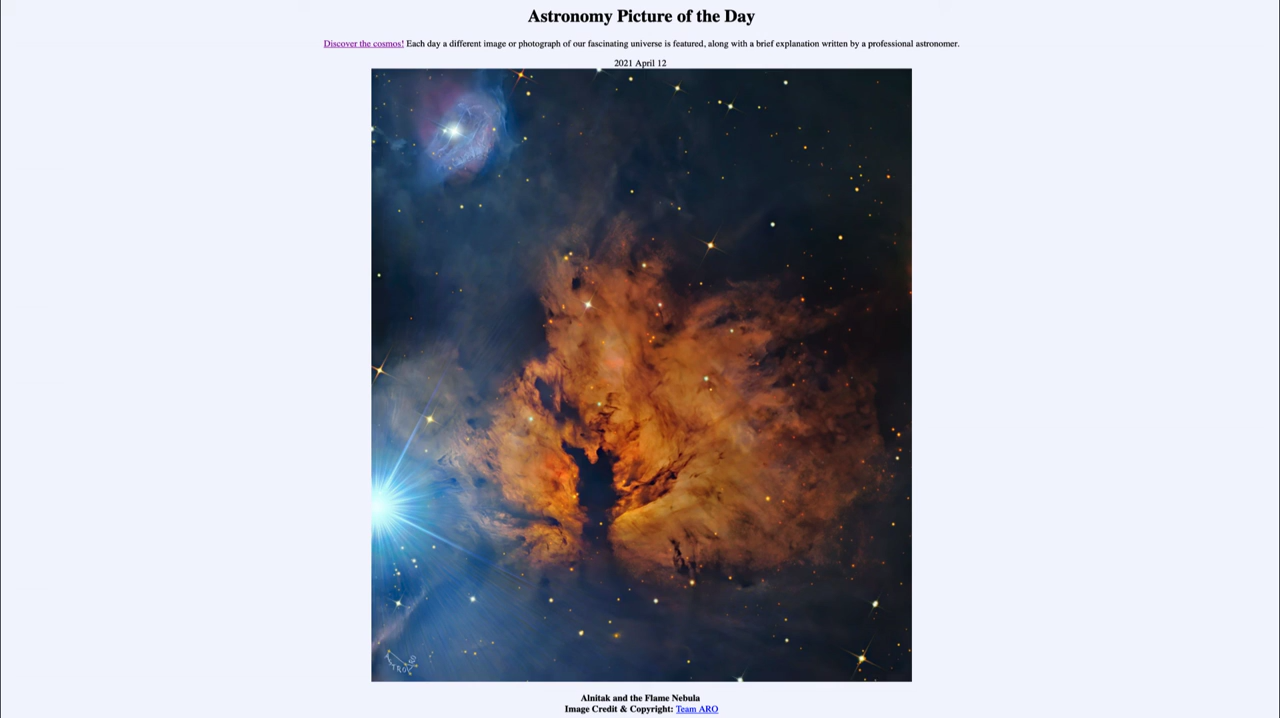 Astronomy Picture of the Day
Discover the cosmos! Each day a different image or photograph of our fascinating universe is featured, along with a brief explanation written by a professional astronomer.
2021 April 12
Alnitak and the Flame Nebula
Image Credit & Copyright: Team ARO